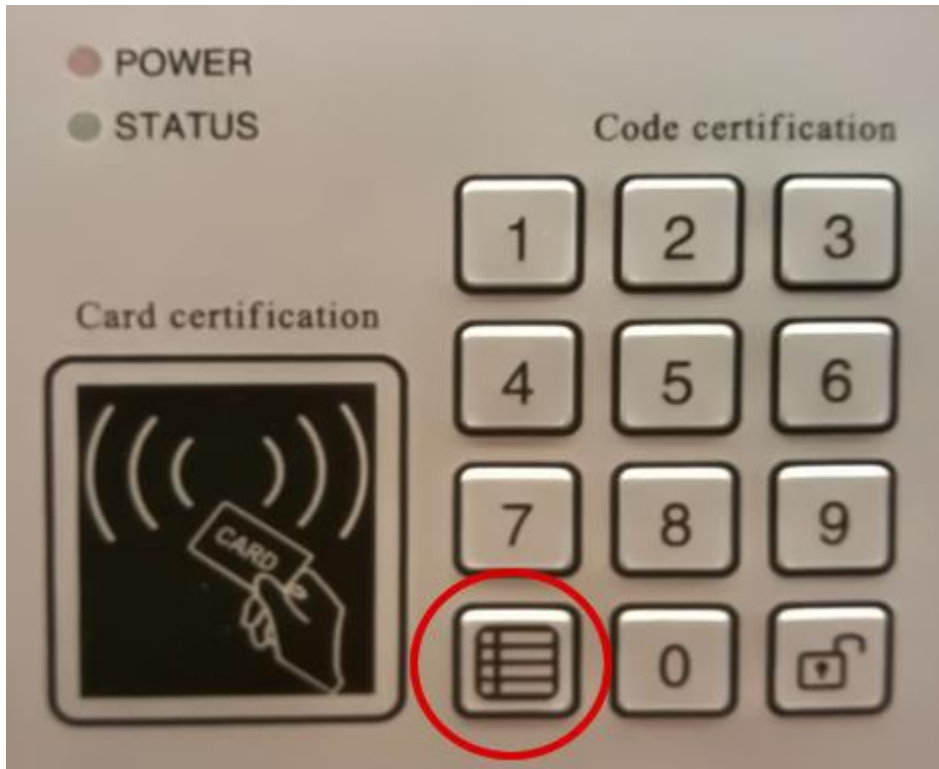 POWER
STATUS
Code certification
1 2 3
Card certification
4 5 6
7 8 9
CARD
0